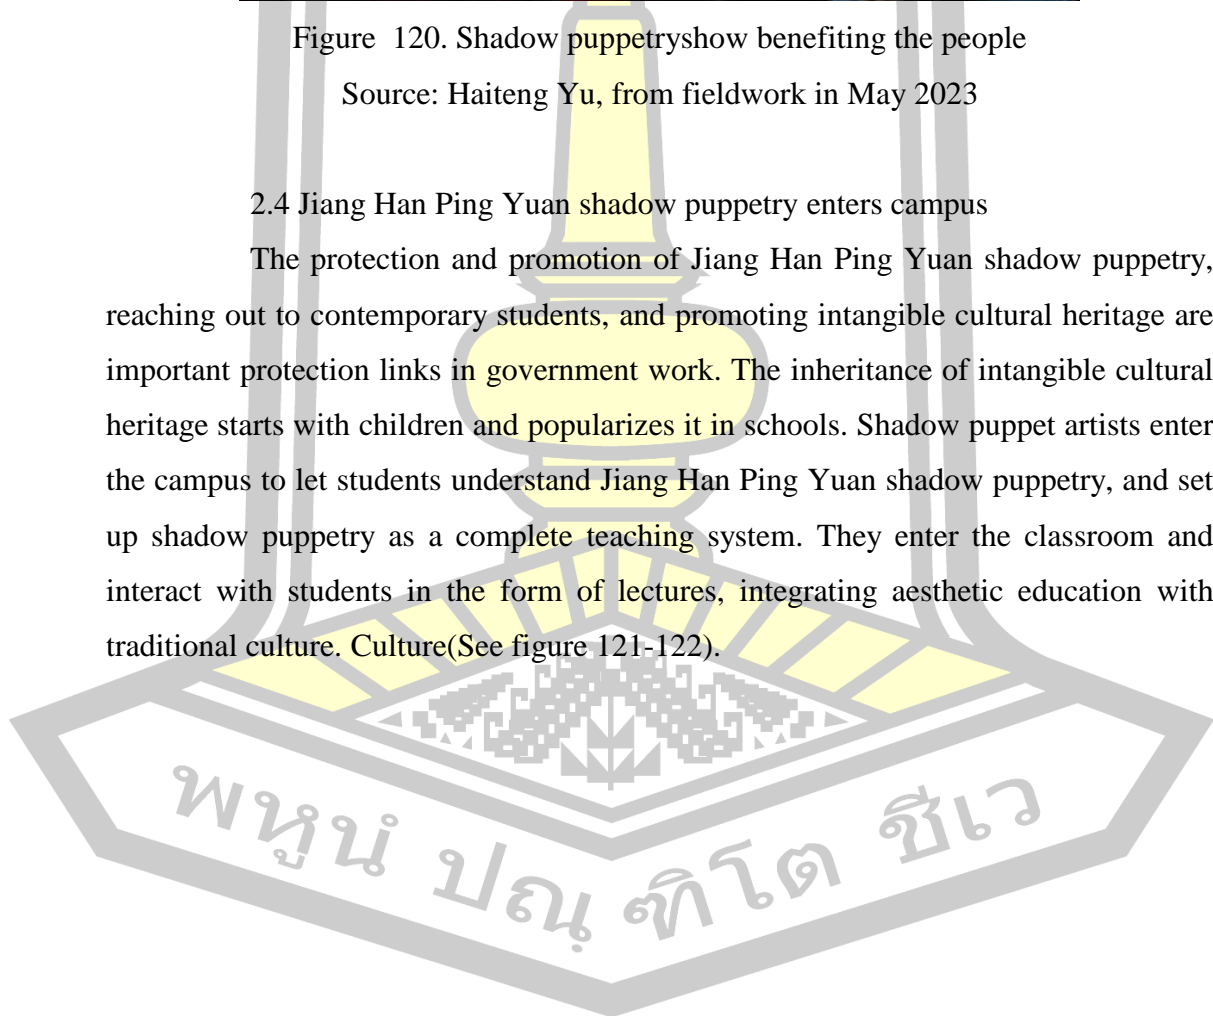 Figure  120. Shadow puppetryshow benefiting the people
Source: Haiteng Yu, from fieldwork in May 2023
2.4 Jiang Han Ping Yuan shadow puppetry enters campus
The protection and promotion of Jiang Han Ping Yuan shadow puppetry,
reaching out to contemporary students, and promoting intangible cultural heritage are
important protection links in government work. The inheritance of intangible cultural
heritage starts with children and popularizes it in schools. Shadow puppet artists enter
the campus to let students understand Jiang Han Ping Yuan shadow puppetry, and set
up shadow puppetry as a complete teaching system. They enter the classroom and
interact with students in the form of lectures, integrating aesthetic education with
traditional culture. Culture(See figure 121-122).
พหูนํ ปณฺฑิโต ชีเว